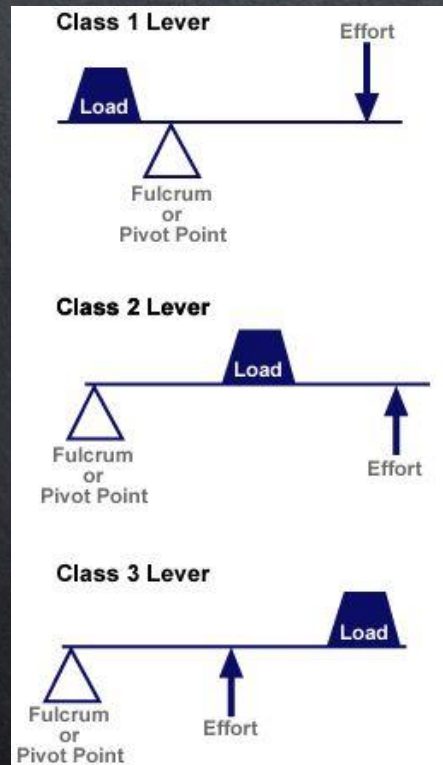 Class 1 Lever
Effort
Load
Fulcrum
or
Pivot Point
Class 2 Lever
Load
Fulcrum
or
Pivot Point
Effort
Class 3 Lever
Load
Fulcrum
or
Pivot Point
Effort